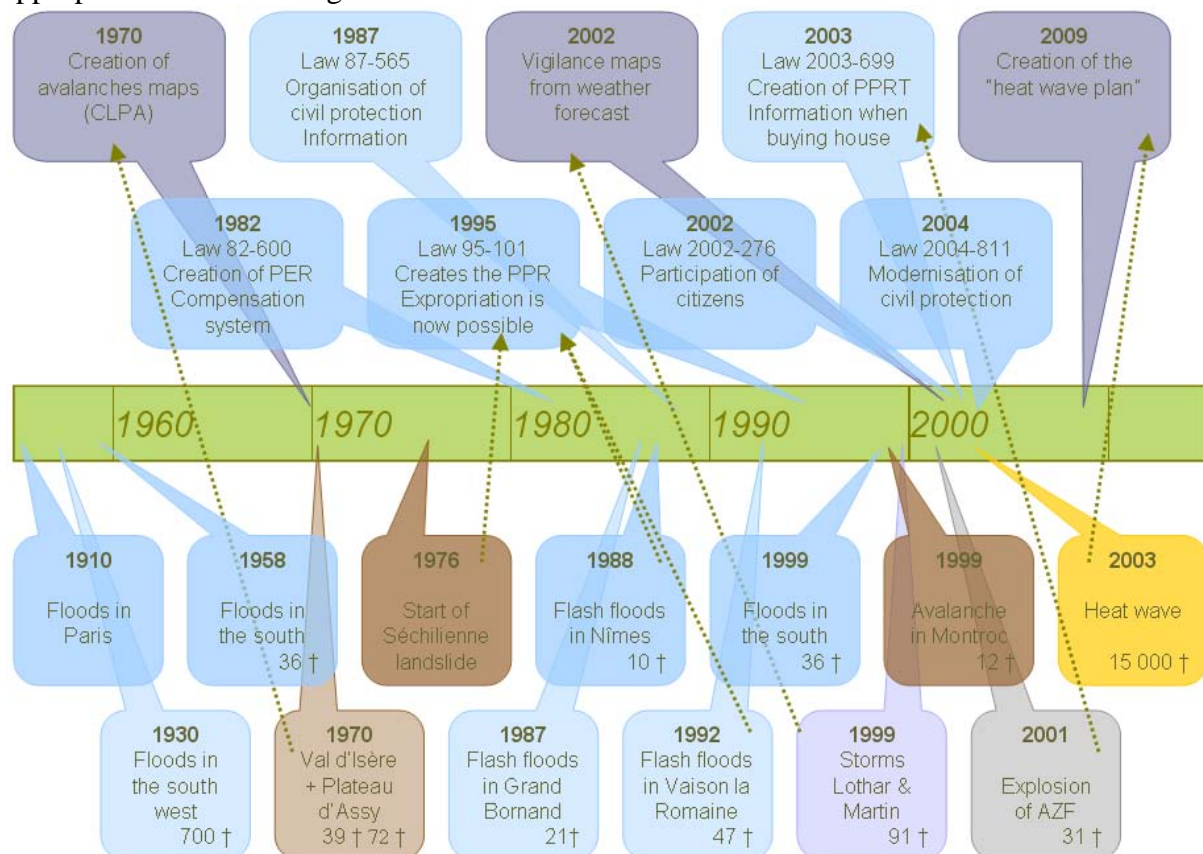 1970
Creation of
avalanches maps
(CLPA)
1987
Law 87-565
Organisation of
civil protection
Information
2002
Vigilance maps
from weather
forecast
2003
Law 2003-699
Creation of PPRT
Information when
buying house
2009
Creation of the
"heat wave plan"
1982
Law 82-600
Creation of PER
Compensation
system
1995
Law 95-101
Creates the PPR
Expropriation is
now possible
2002
Law 2002-276
Participation of
citizens
2004
Law 2004-811
Modernisation of
civil protection
1960 1970 1980 1990 2000
1910
Floods in
Paris
1958
Floods in
the south
36 †
1976
Start of
Séchilienne
landslide
1988
Flash floods
in Nîmes
10 †
1999
Floods in
the south
36 †
1999
Avalanche
in Montroc
12 †
2003
Heat wave
15 000 †
1930
Floods in
the south
west
700 †
1970
Val d'Isère
+ Plateau
d'Assy
39 † 72 †
1987
Flash floods
in Grand
Bornand
21†
1992
Flash floods
in Vaison la
Romaine
47 †
1999
Storms
Lothar &
Martin
91 †
2001
Explosion
of AZF
31 †